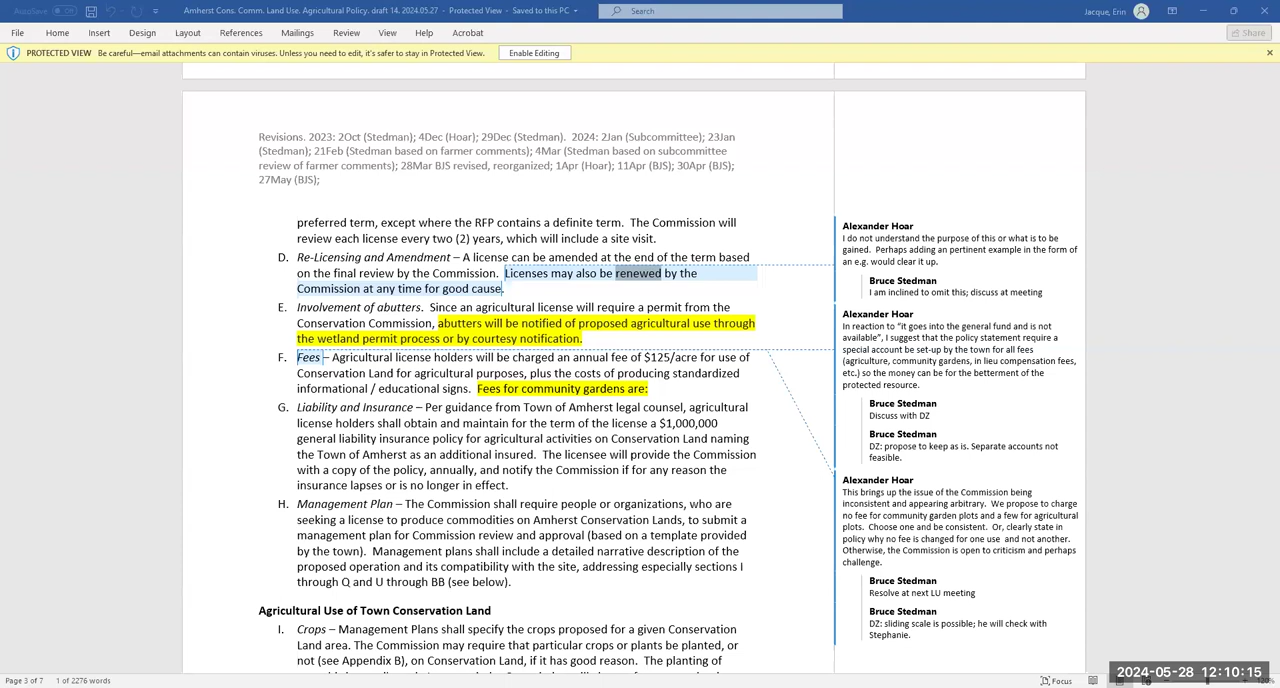 AutoSave Off Amherst Cons. Comm. Land Use. Agricultural Policy. draft 14. 2024.05.27 - Protected View • Saved to this PC Search Jacque, Erin
File Home Insert Design Layout References Mailings Review View Help Acrobat Share
PROTECTED VIEW Be careful—email attachments can contain viruses. Unless you need to edit, it's safer to stay in Protected View. Enable Editing
Revisions. 2023: 2Oct (Stedman); 4Dec (Hoar); 29Dec (Stedman). 2024: 2Jan (Subcommittee); 23Jan
(Stedman); 21Feb (Stedman based on farmer comments); 4Mar (Stedman based on subcommittee
review of farmer comments); 28Mar BJS revised, reorganized; 1Apr (Hoar); 11Apr (BJS); 30Apr (BJS);
27May (BJS);
preferred term, except where the RFP contains a definite term. The Commission will
review each license every two (2) years, which will include a site visit.
D. Re-Licensing and Amendment – A license can be amended at the end of the term based
on the final review by the Commission. Licenses may also be renewed by the
Commission at any time for good cause.
E. Involvement of abutters. Since an agricultural license will require a permit from the
Conservation Commission, abutters will be notified of proposed agricultural use through
the wetland permit process or by courtesy notification.
F. Fees – Agricultural license holders will be charged an annual fee of $125/acre for use of
Conservation Land for agricultural purposes, plus the costs of producing standardized
informational / educational signs. Fees for community gardens are:
G. Liability and Insurance – Per guidance from Town of Amherst legal counsel, agricultural
license holders shall obtain and maintain for the term of the license a $1,000,000
general liability insurance policy for agricultural activities on Conservation Land naming
the Town of Amherst as an additional insured. The licensee will provide the Commission
with a copy of the policy, annually, and notify the Commission if for any reason the
insurance lapses or is no longer in effect.
H. Management Plan – The Commission shall require people or organizations, who are
seeking a license to produce commodities on Amherst Conservation Lands, to submit a
management plan for Commission review and approval (based on a template provided
by the town). Management plans shall include a detailed narrative description of the
proposed operation and its compatibility with the site, addressing especially sections I
through Q and U through BB (see below).
Agricultural Use of Town Conservation Land
I. Crops – Management Plans shall specify the crops proposed for a given Conservation
Land area. The Commission may require that particular crops or plants be planted, or
not (see Appendix B), on Conservation Land, if it has good reason. The planting of
Alexander Hoar
I do not understand the purpose of this or what is to be
gained. Perhaps adding an pertinent example in the form of
an e.g. would clear it up.
Bruce Stedman
I am inclined to omit this; discuss at meeting
Alexander Hoar
In reaction to “it goes into the general fund and is not
available”, I suggest that the policy statement require a
special account be set-up by the town for all fees
(agriculture, community gardens, in lieu compensation fees,
etc.) so the money can be for the betterment of the
protected resource.
Bruce Stedman
Discuss with DZ
Bruce Stedman
DZ: propose to keep as is. Separate accounts not
feasible.
Alexander Hoar
This brings up the issue of the Commission being
inconsistent and appearing arbitrary. We propose to charge
no fee for community garden plots and a few for agricultural
plots. Choose one and be consistent. Or, clearly state in
policy why no fee is changed for one use and not another.
Otherwise, the Commission is open to criticism and perhaps
challenge.
Bruce Stedman
Resolve at next LU meeting
Bruce Stedman
DZ: sliding scale is possible; he will check with
Stephanie.
Page 3 of 7 1 of 2276 words Focus
2024-05-28 12:10:15